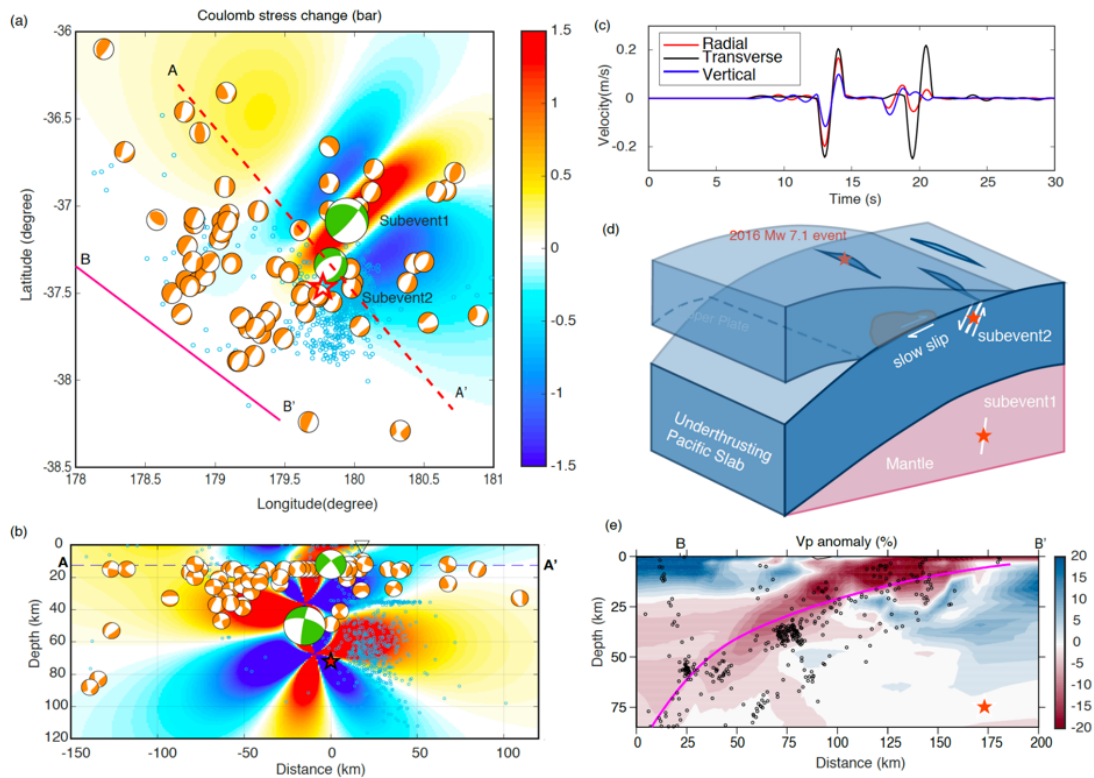 (a)
Coulomb stress change (bar)
-36
-36.5
-37
-37.5
-38
-38.5
Latitude (degree)
178
178.5
179
179.5
180
180.5
181
Longitude(degree)
A
A'
B
B'
Subevent1
Subevent2
1.5
1
0.5
0
-0.5
-1
-1.5
(b)
A
A'
0
20
40
60
80
100
120
Depth (km)
-150
-100
-50
0
50
100
Distance (km)
(c)
Radial
Transverse
Vertical
0.2
0
-0.2
Velocity(m/s)
0
5
10
15
20
25
30
Time (s)
(d)
2016 Mw 7.1 event
Plate
slow slip
subevent2
subevent1
Underthrusting
Pacific Slab
Mantle
(e)
Vp anomaly (%)
B
B'
0
25
50
75
Depth (km)
0
25
50
75
100
125
150
175
200
Distance (km)
20
15
10
5
0
-5
-10
-15
-20